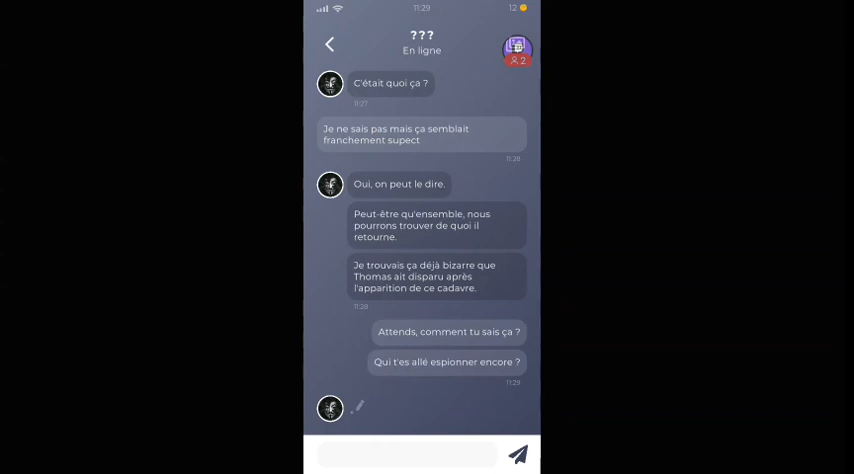 11:29
12
???
En ligne
2
C'était quoi ça ?
11:27
Je ne sais pas mais ça semblait
franchement supect
11:28
Oui, on peut le dire.
Peut-être qu'ensemble, nous
pourrons trouver de quoi il
retourne.
Je trouvais ça déjà bizarre que
Thomas ait disparu après
l'apparition de ce cadavre.
11:28
Attends, comment tu sais ça ?
Qui t'es allé espionner encore ?
11:29